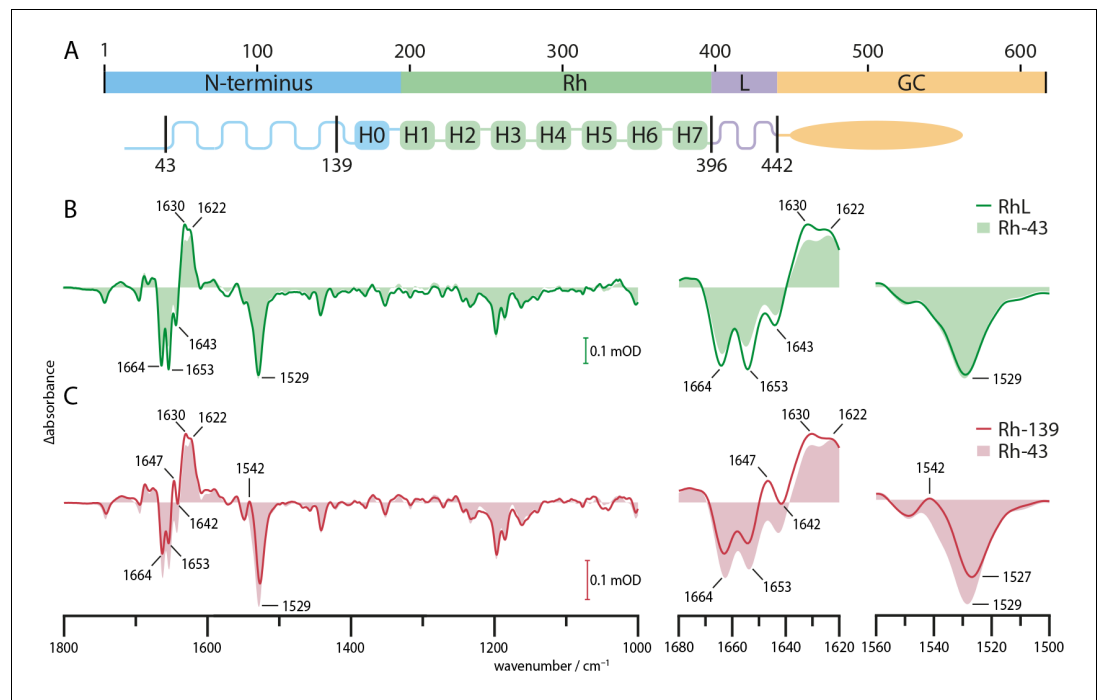 A
1 100 200 300 400 500 600
N-terminus Rh L GC
H0 H1 H2 H3 H4 H5 H6 H7
43 139 396 442
B
1630 1622
1643
1664 1653
1529
0.1 mOD
1630 1622
1643
1664 1653
1529
RhL
Rh-43
Δabsorbance
C
1630 1622
1647 1542
1642
1664 1653
1529
0.1 mOD
1630 1622
1647
1642
1664 1653
1542
1527
1529
Rh-139
Rh-43
1800 1600 1400 1200 1000
1680 1660 1640 1620
1560 1540 1520 1500
wavenumber / cm⁻¹